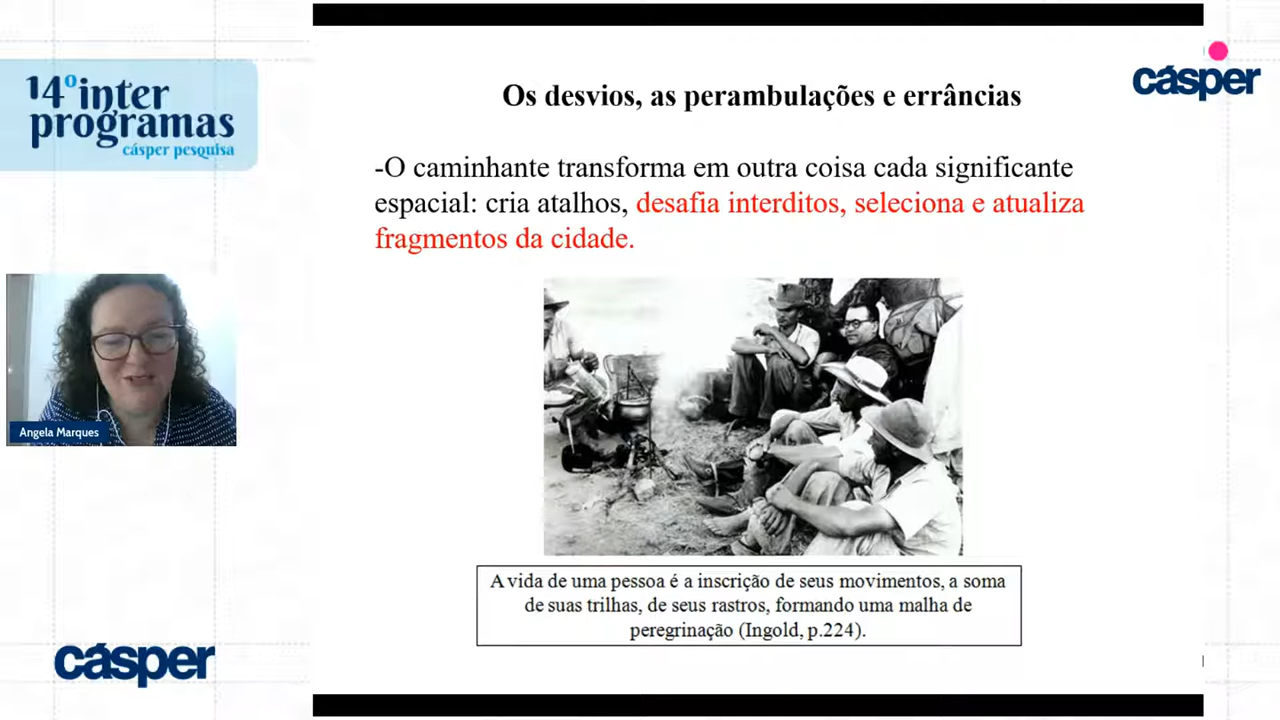 14º inter
programas
cásper pesquisa
cásper
Os desvios, as perambulações e errâncias
-O caminhante transforma em outra coisa cada significante
espacial: cria atalhos, desafia interditos, seleciona e atualiza
fragmentos da cidade.
Angela Marques
A vida de uma pessoa é a inscrição de seus movimentos, a soma
de suas trilhas, de seus rastros, formando uma malha de
peregrinação (Ingold, p.224).
cásper